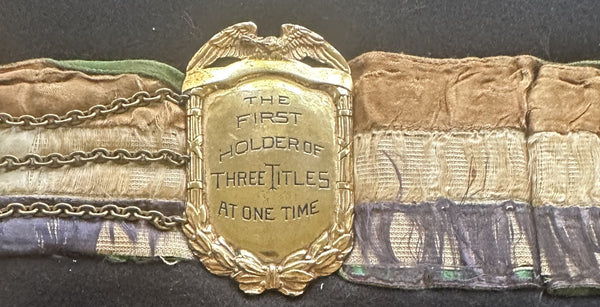 THE
FIRST
HOLDER OF
THREE TITLES
AT ONE TIME